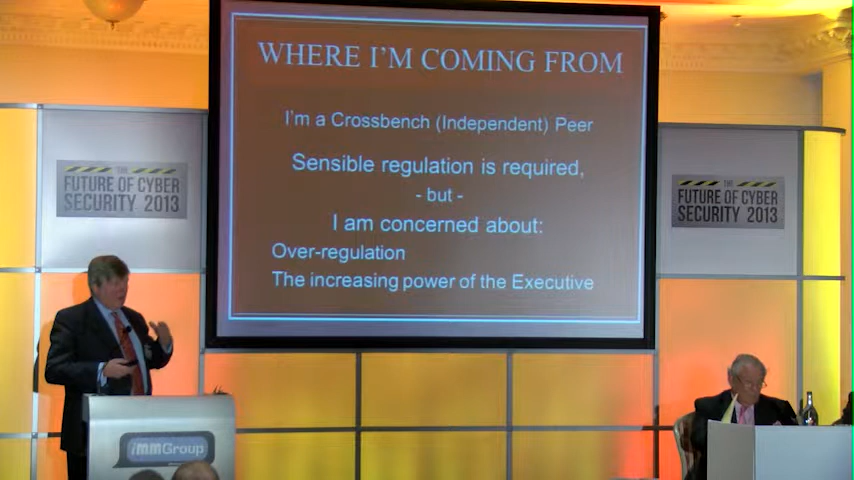 WHERE I'M COMING FROM
I'm a Crossbench (Independent) Peer
Sensible regulation is required,
- but -
I am concerned about:
Over-regulation
The increasing power of the Executive
THE
FUTURE OF CYBER
SECURITY 2013
THE
FUTURE OF CYBER
SECURITY 2013
immGroup